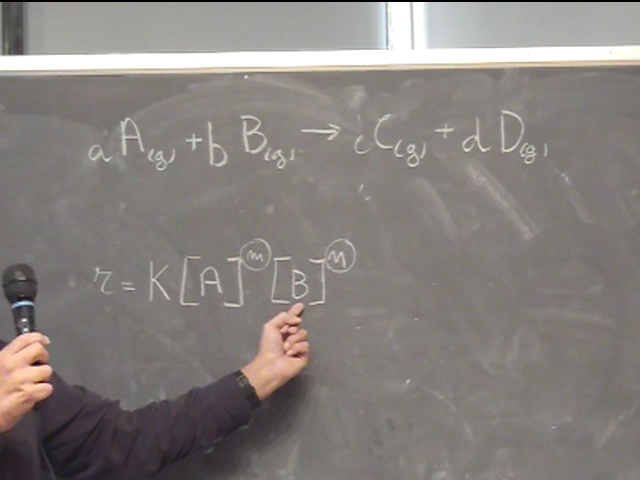 a A(g) + b B(g) → c C(g) + d D(g)
r = K [A]^m [B]^n